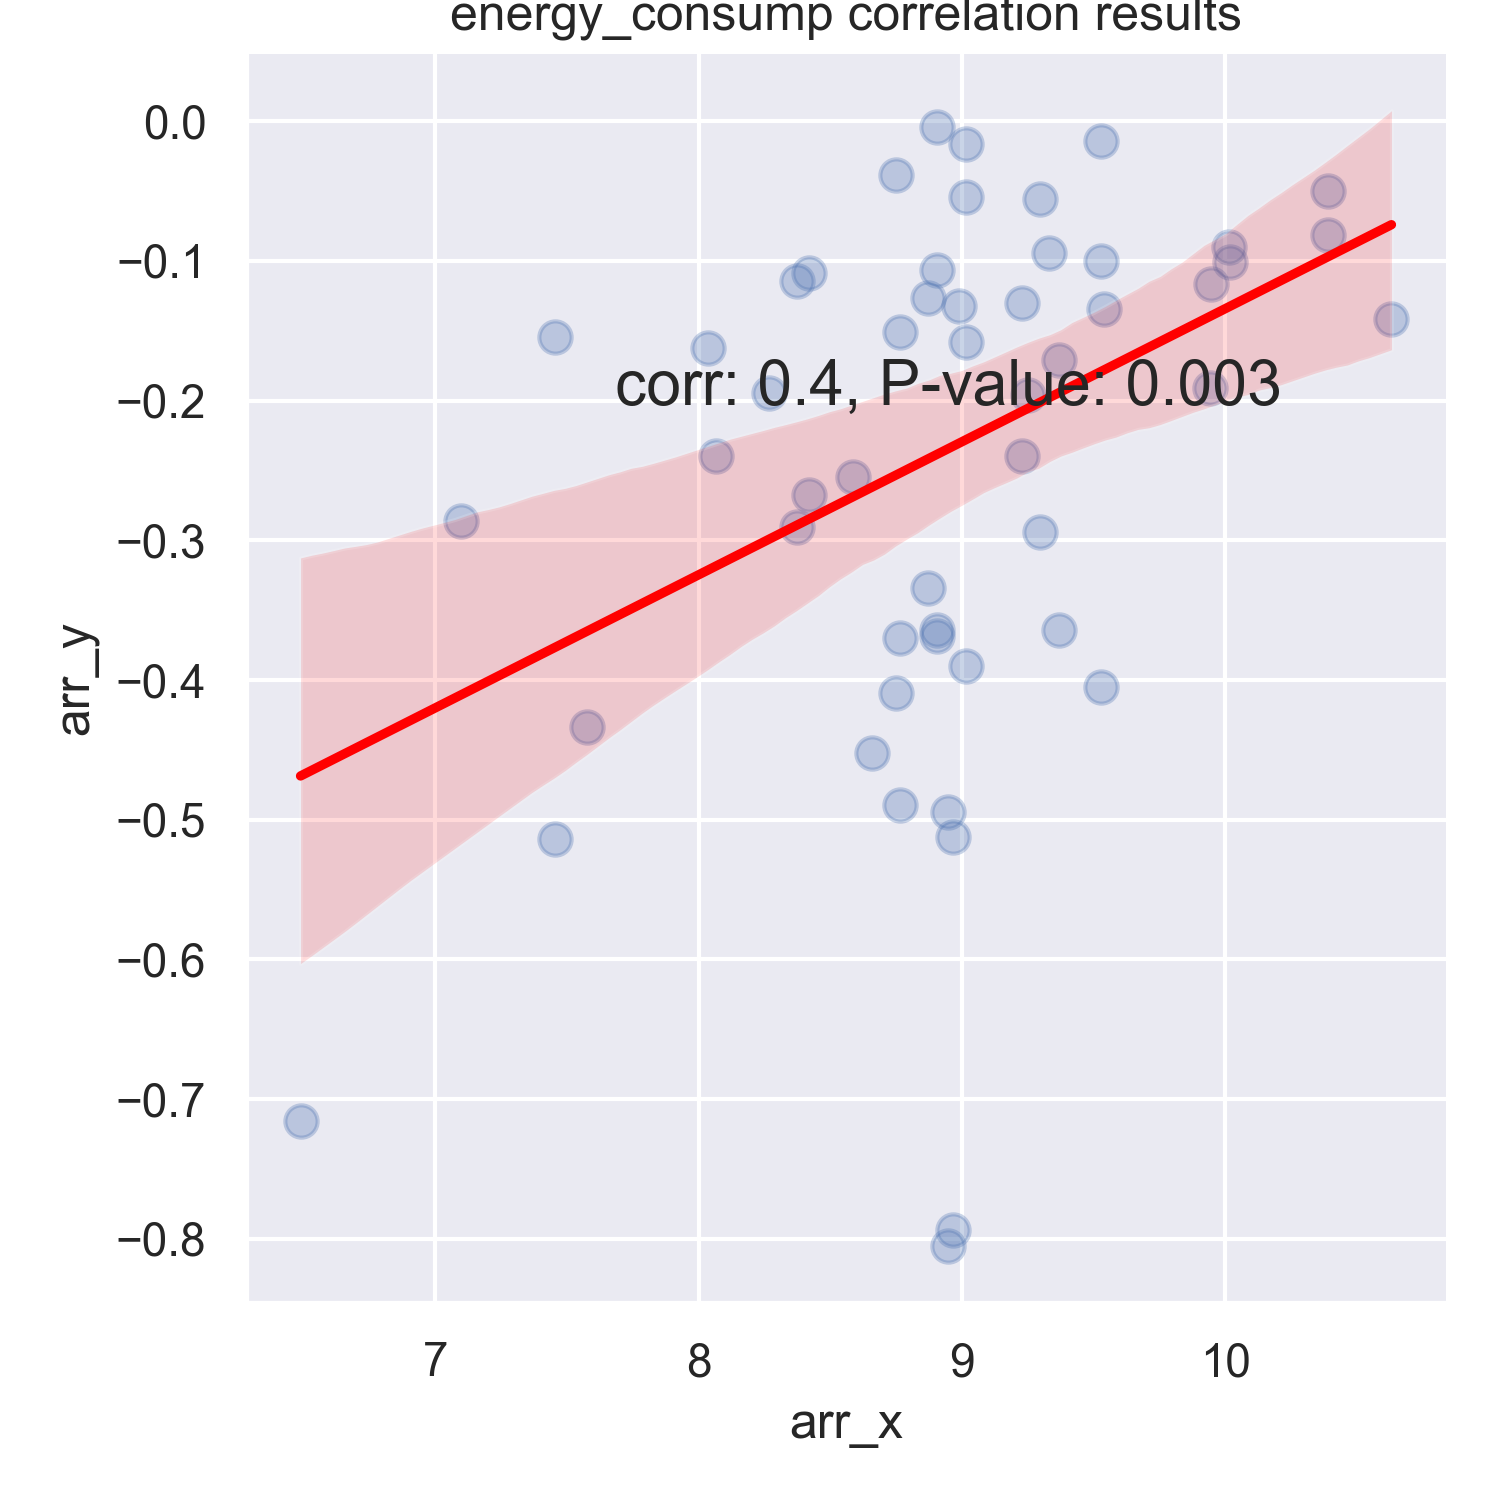 energy_consump correlation results
0.0
−0.1
−0.2
−0.3
−0.4
−0.5
−0.6
−0.7
−0.8
arr_y
corr: 0.4, P-value: 0.003
7 8 9 10
arr_x